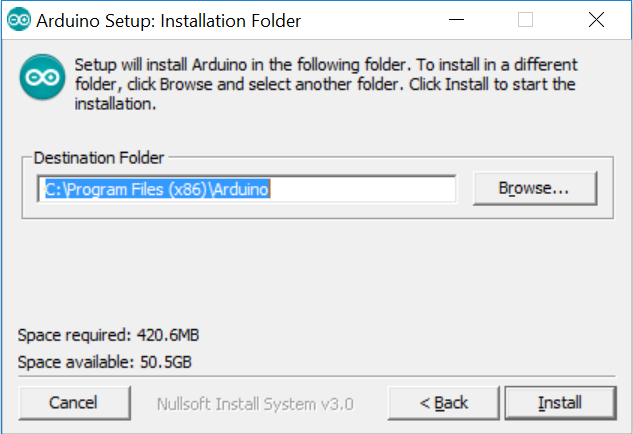 Arduino Setup: Installation Folder
Setup will install Arduino in the following folder. To install in a different
folder, click Browse and select another folder. Click Install to start the
installation.
Destination Folder
C:\Program Files (x86)\Arduino
Browse...
Space required: 420.6MB
Space available: 50.5GB
Cancel
Nullsoft Install System v3.0
< Back
Install